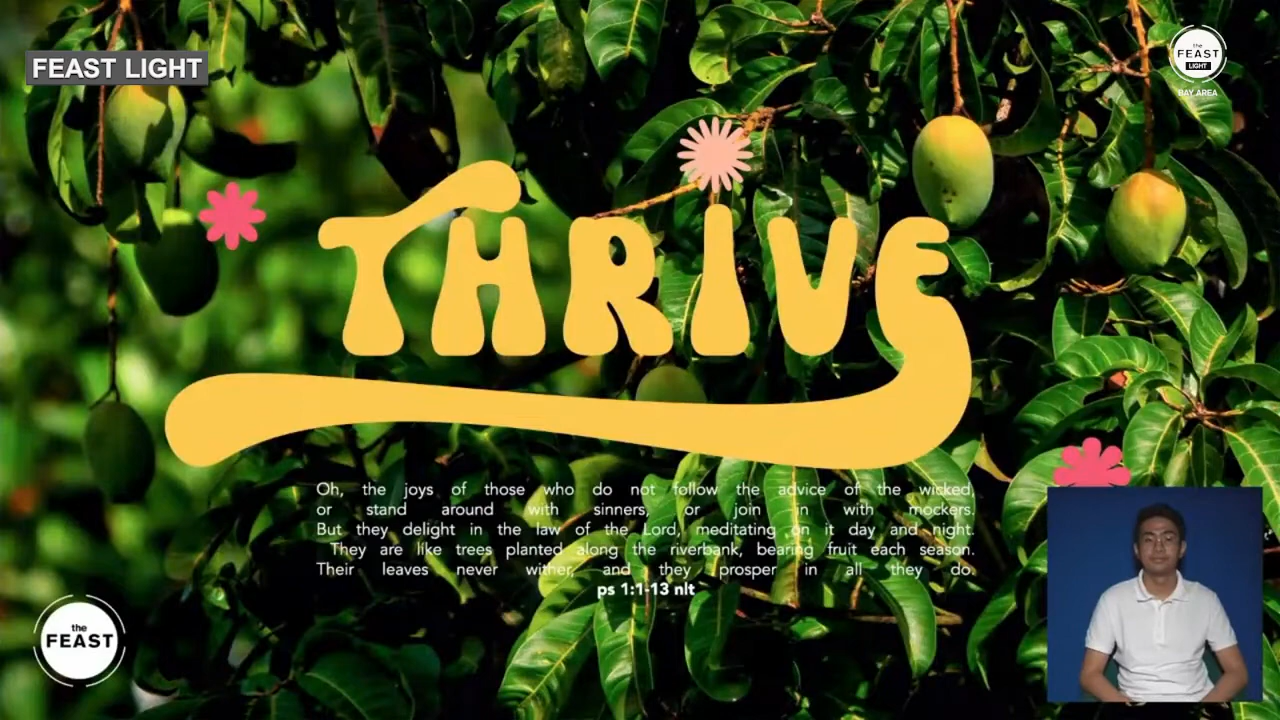 FEAST LIGHT
the
FEAST
LIGHT
BAY AREA
THRIVE
Oh, the joys of those who do not follow the advice of the wicked,
or stand around with sinners, or join in with mockers.
But they delight in the law of the Lord, meditating on it day and night.
They are like trees planted along the riverbank, bearing fruit each season.
Their leaves never wither, and they prosper in all they do.
ps 1:1-13 nlt
the
FEAST